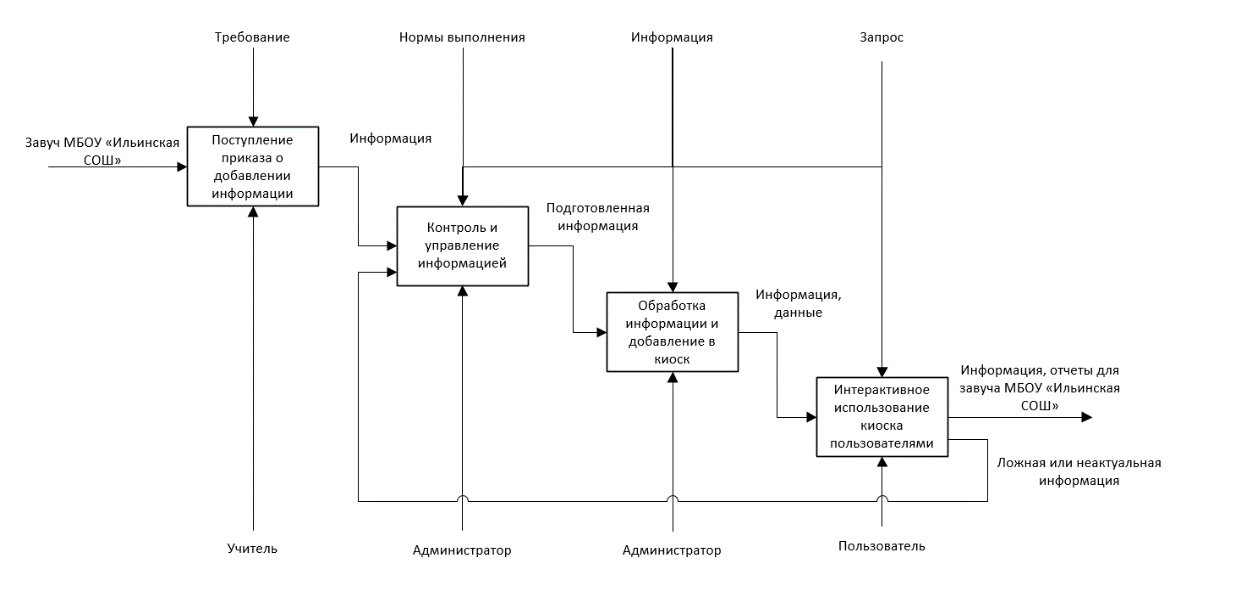 Требование
Нормы выполнения
Информация
Запрос
Завуч МБОУ «Ильинская
СОШ»
Поступление
приказа о
добавлении
информации
Информация
Контроль и
управление
информацией
Подготовленная
информация
Обработка
информации и
добавление в
киоск
Информация,
данные
Интерактивное
использование
киоска
пользователями
Информация, отчеты для
завуча МБОУ «Ильинская
СОШ»
Ложная или неактуальная
информация
Учитель
Администратор
Администратор
Пользователь